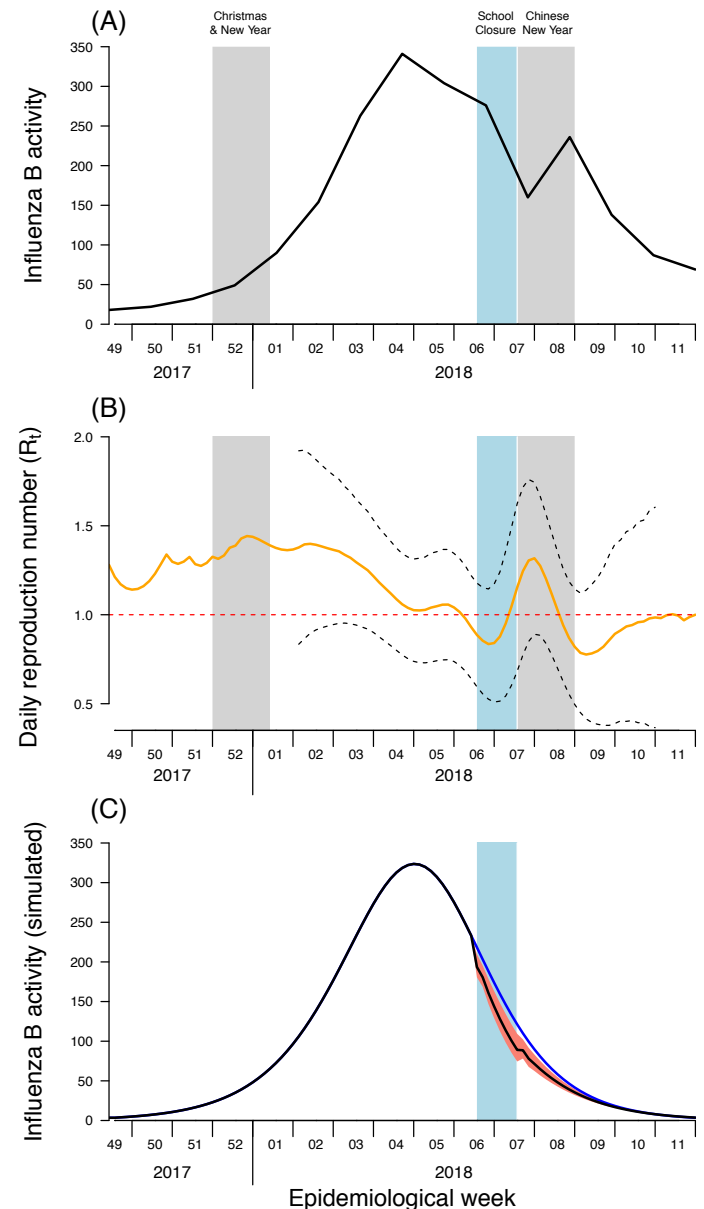 (A)
Christmas
& New Year
School
Closure
Chinese
New Year
Influenza B activity
350
300
250
200
150
100
50
0
49 50 51 52 01 02 03 04 05 06 07 08 09 10 11
2017 2018
(B)
Daily reproduction number (Rt)
2.0
1.5
1.0
0.5
49 50 51 52 01 02 03 04 05 06 07 08 09 10 11
2017 2018
(C)
Influenza B activity (simulated)
350
300
250
200
150
100
50
0
49 50 51 52 01 02 03 04 05 06 07 08 09 10 11
2017 2018
Epidemiological week